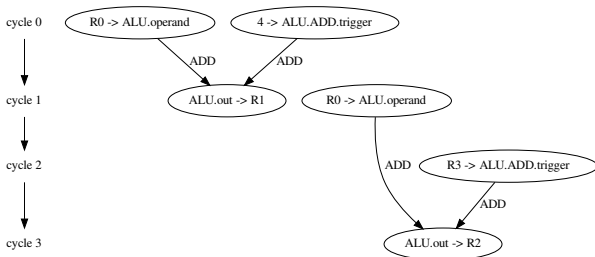 cycle 0
R0 -> ALU.operand
4 -> ALU.ADD.trigger
ADD
ADD
cycle 1
ALU.out -> R1
R0 -> ALU.operand
cycle 2
ADD
R3 -> ALU.ADD.trigger
ADD
cycle 3
ALU.out -> R2